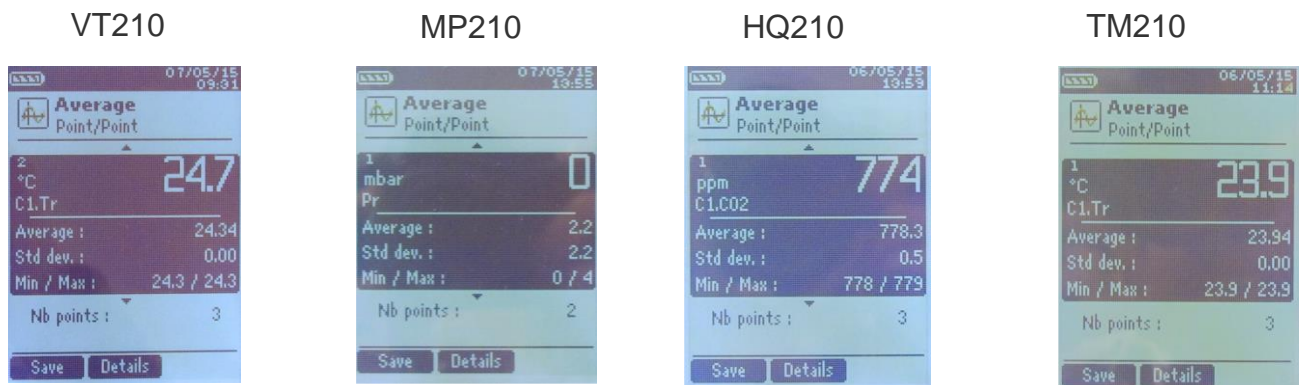 VT210
07/05/15
09:31
Average
Point/Point
2
°C
24.7
C1.Tr
Average : 24.34
Std dev. : 0.00
Min / Max : 24.3 / 24.3
Nb points : 3
Save Details
MP210
07/05/15
13:55
Average
Point/Point
1
mbar
0
Pr
Average : 2.2
Std dev. : 2.2
Min / Max : 0 / 4
Nb points : 2
Save Details
HQ210
06/05/15
13:59
Average
Point/Point
1
ppm
774
C1.CO2
Average : 778.3
Std dev. : 0.5
Min / Max : 778 / 779
Nb points : 3
Save Details
TM210
06/05/15
11:14
Average
Point/Point
1
°C
23.9
C1.Tr
Average : 23.94
Std dev. : 0.00
Min / Max : 23.9 / 23.9
Nb points : 3
Save Details